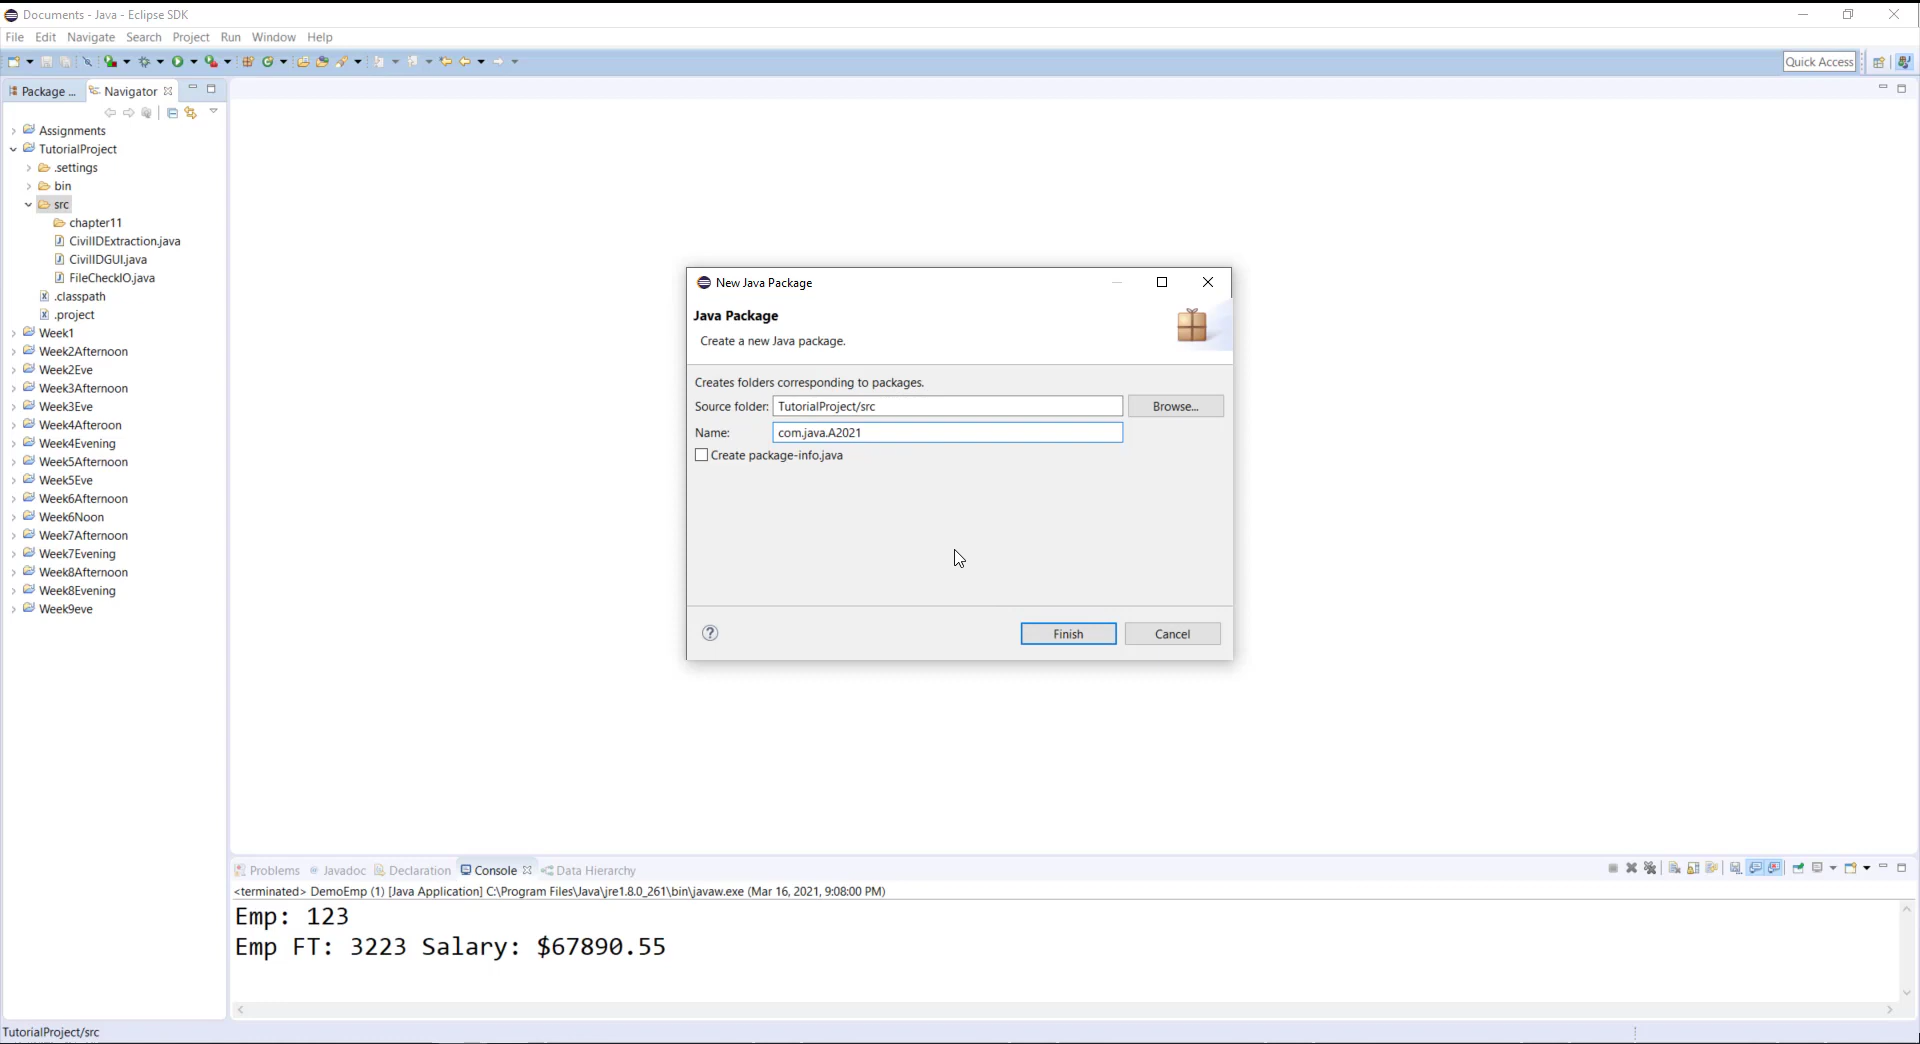 Documents - Java - Eclipse SDK
File Edit Navigate Search Project Run Window Help
Quick Access
Package ...
Navigator
Assignments
TutorialProject
.settings
bin
src
chapter11
CivilIDExtraction.java
CivilIDGUI.java
FileCheckIO.java
.classpath
.project
Week1
Week2Afternoon
Week2Eve
Week3Afternoon
Week3Eve
Week4Afteroon
Week4Evening
Week5Afternoon
Week5Eve
Week6Afternoon
Week6Noon
Week7Afternoon
Week7Evening
Week8Afternoon
Week8Evening
Week9eve
New Java Package
Java Package
Create a new Java package.
Creates folders corresponding to packages.
Source folder: TutorialProject/src Browse...
Name: com.java.A2021
Create package-info.java
? Finish Cancel
Problems Javadoc Declaration Console Data Hierarchy
<terminated> DemoEmp (1) [Java Application] C:\Program Files\Java\jre1.8.0_261\bin\javaw.exe (Mar 16, 2021, 9:08:00 PM)
Emp: 123
Emp FT: 3223 Salary: $67890.55
TutorialProject/src